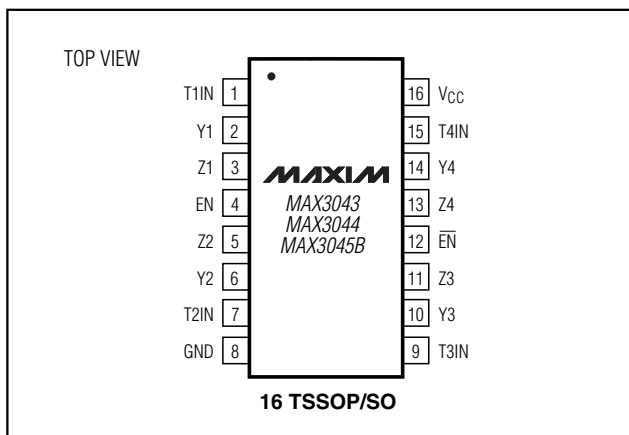 TOP VIEW
T1IN 1
Y1 2
Z1 3
EN 4
Z2 5
Y2 6
T2IN 7
GND 8
MAXIM
MAX3043
MAX3044
MAX3045B
16 VCC
15 T4IN
14 Y4
13 Z4
12 E̅N̅
11 Z3
10 Y3
9 T3IN
16 TSSOP/SO